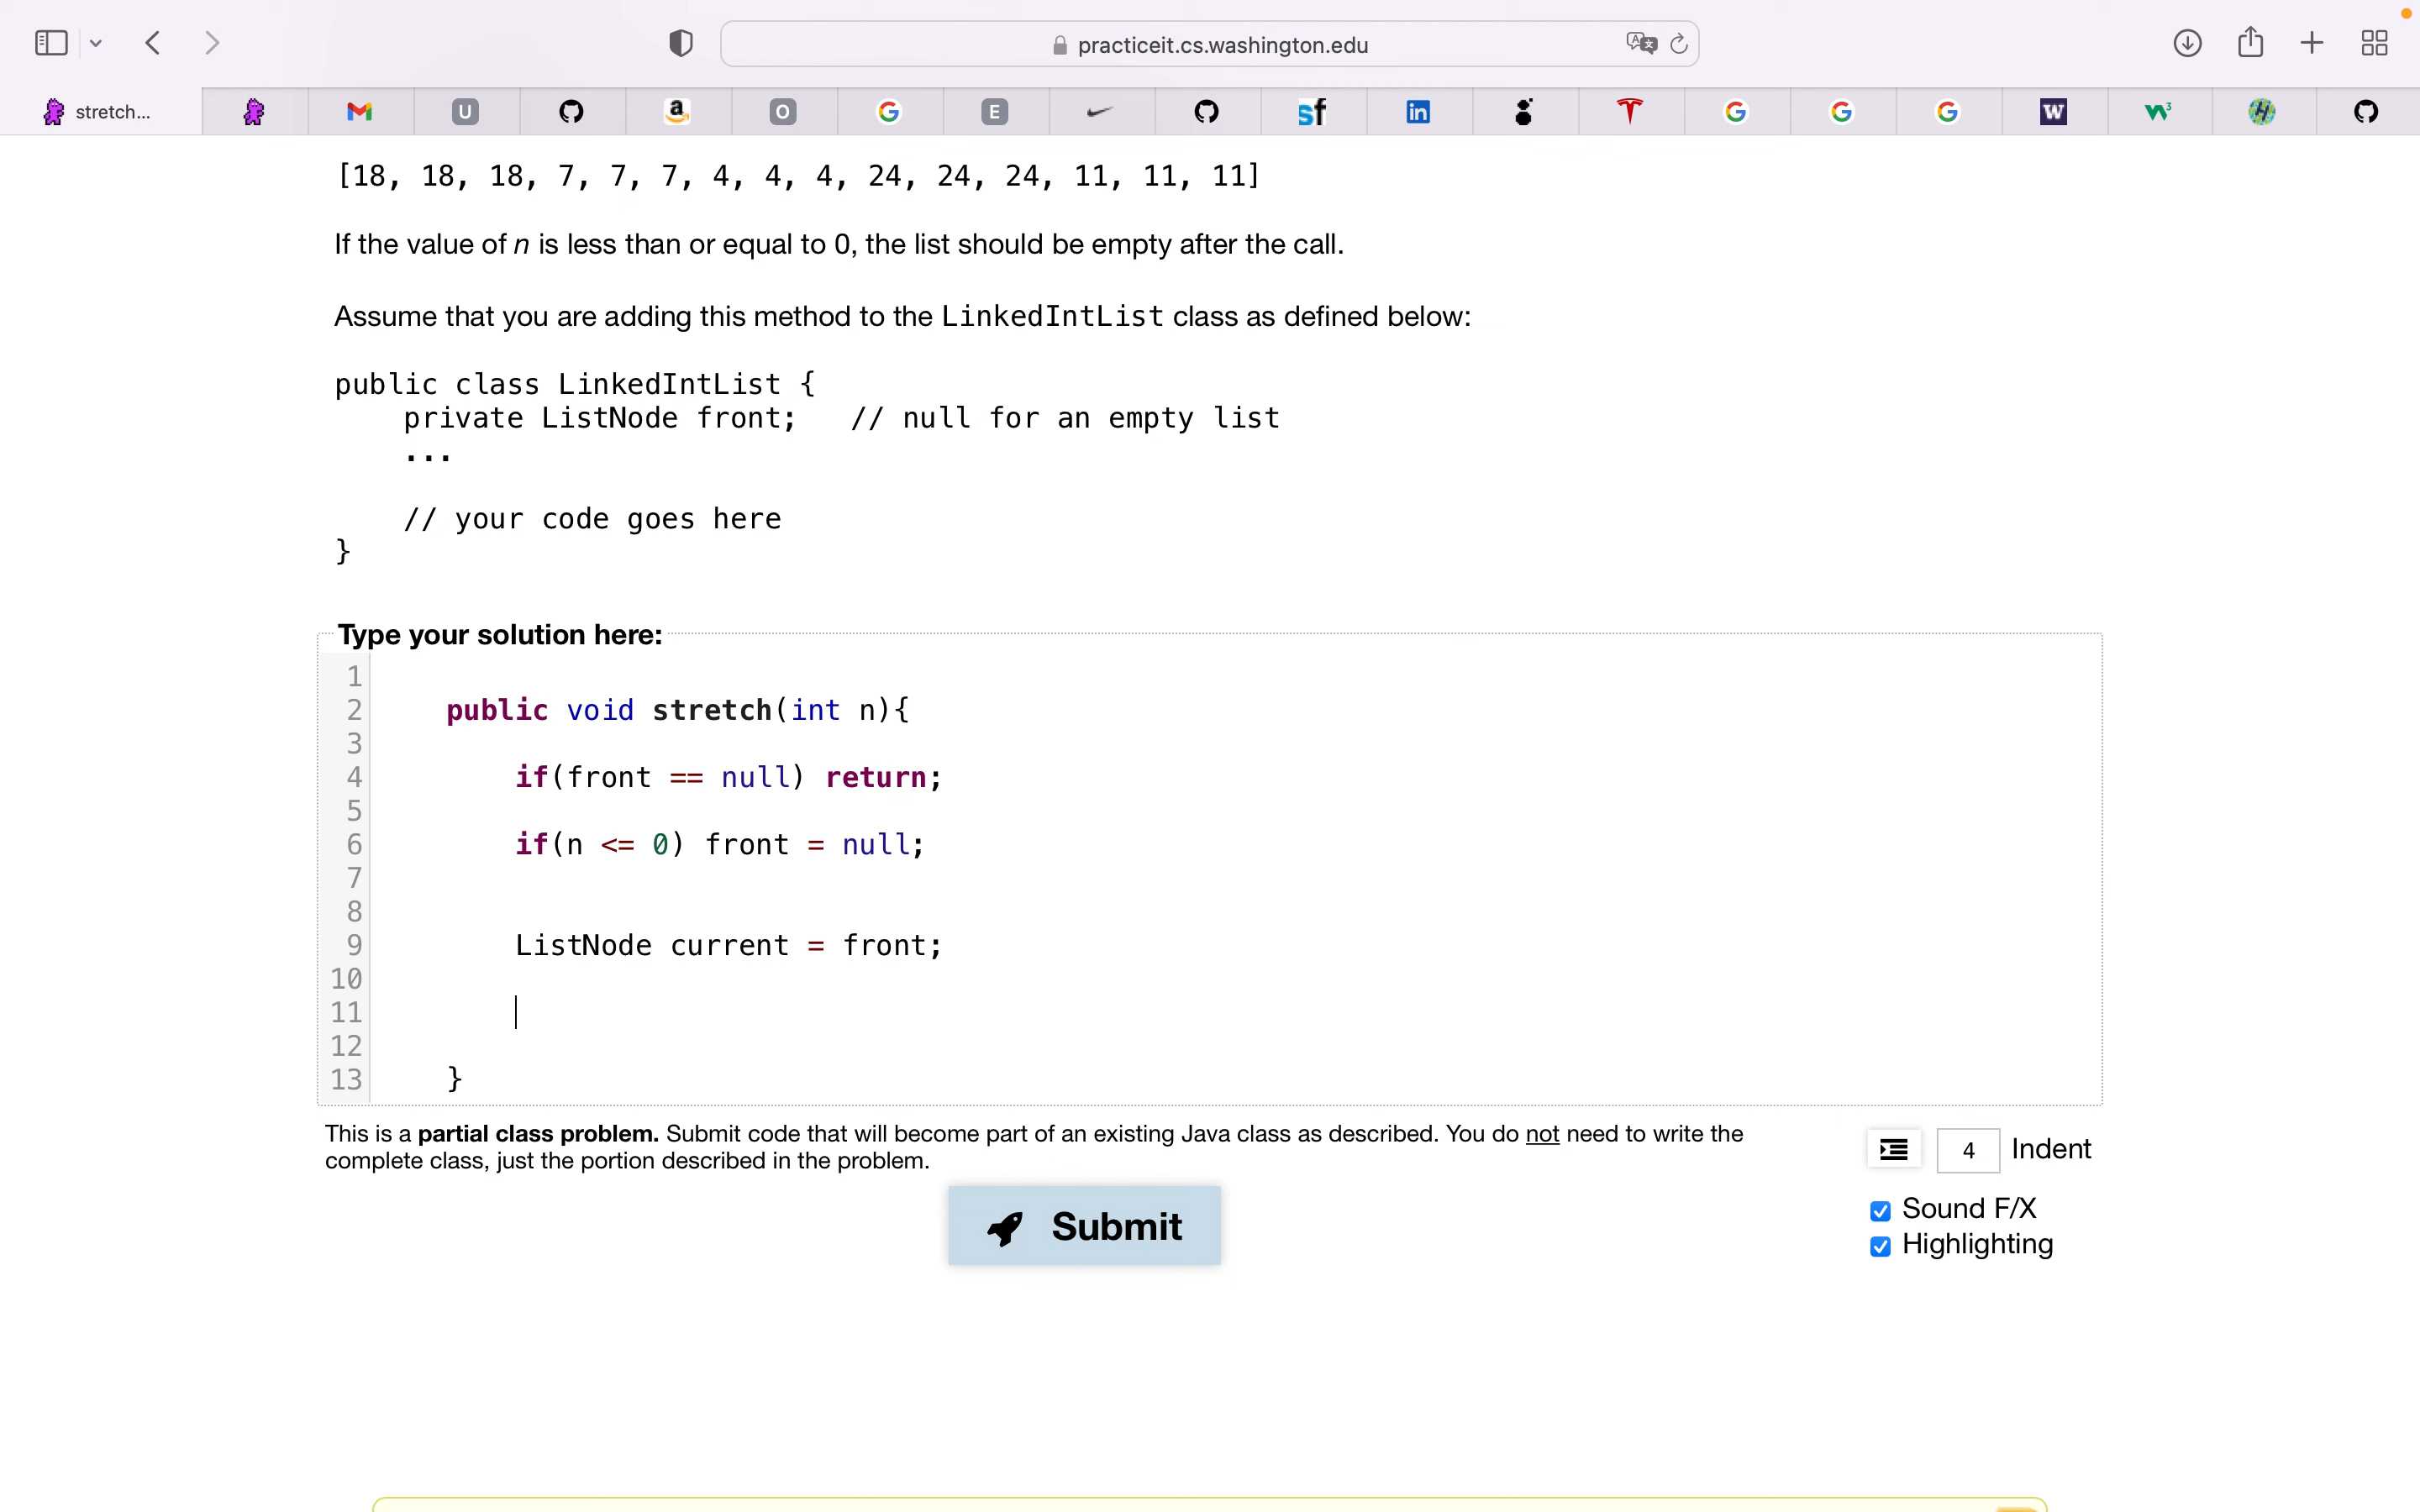 practiceit.cs.washington.edu
stretch...
U
a
O
G
E
sf
in
G
G
G
W
W3
H
[18, 18, 18, 7, 7, 7, 4, 4, 4, 24, 24, 24, 11, 11, 11]
If the value of n is less than or equal to 0, the list should be empty after the call.
Assume that you are adding this method to the LinkedIntList class as defined below:
public class LinkedIntList {
    private ListNode front;   // null for an empty list
    ...
    // your code goes here
}
Type your solution here:
1
2 public void stretch(int n){
3
4 if(front == null) return;
5
6 if(n <= 0) front = null;
7
8
9 ListNode current = front;
10
11
12
13 }
This is a partial class problem. Submit code that will become part of an existing Java class as described. You do not need to write the
complete class, just the portion described in the problem.
4 Indent
Sound F/X
Highlighting
Submit